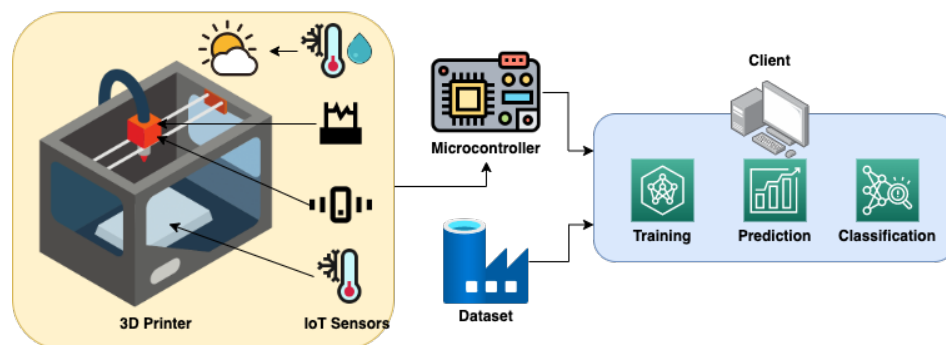 Client
Microcontroller
Training
Prediction
Classification
Dataset
3D Printer
IoT Sensors